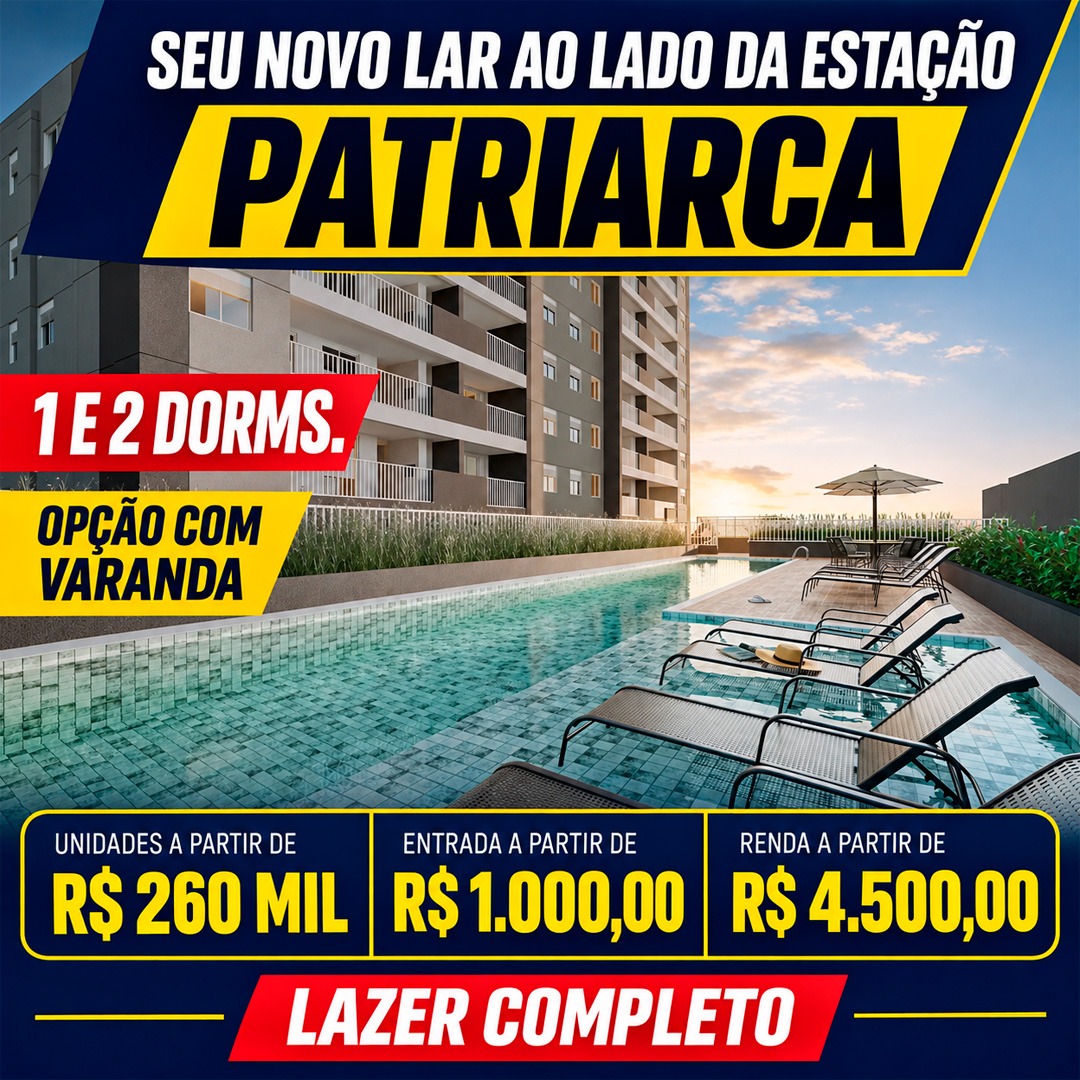 SEU NOVO LAR AO LADO DA ESTAÇÃO
PATRIARCA
1 E 2 DORMS.
OPÇÃO COM
VARANDA
UNIDADES A PARTIR DE
R$ 260 MIL
ENTRADA A PARTIR DE
R$ 1.000,00
RENDA A PARTIR DE
R$ 4.500,00
LAZER COMPLETO